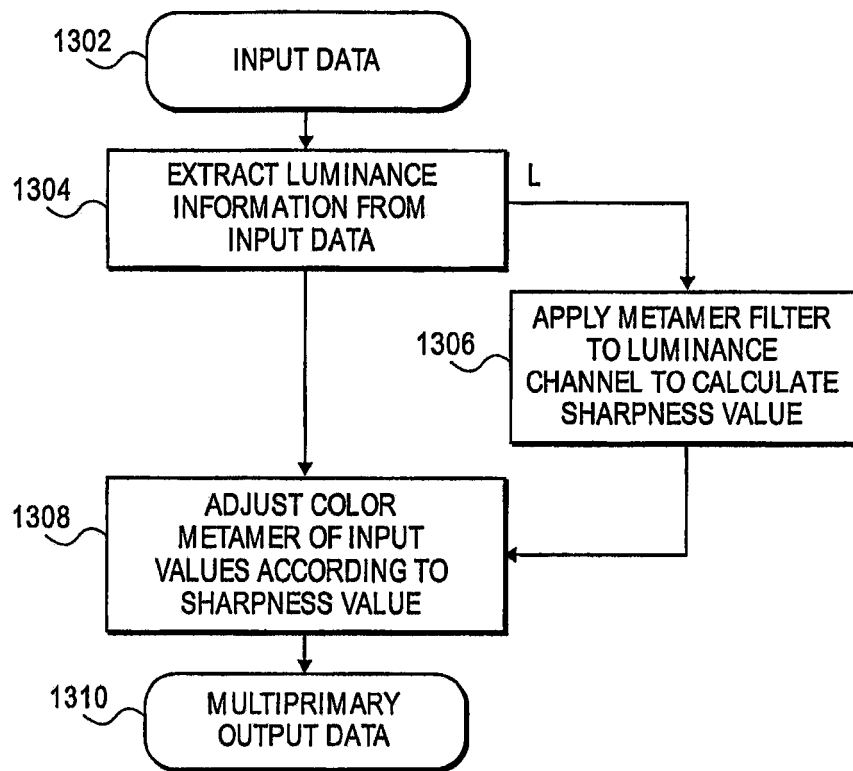 1302
INPUT DATA
1304
EXTRACT LUMINANCE
INFORMATION FROM
INPUT DATA
L
1306
APPLY METAMER FILTER
TO LUMINANCE
CHANNEL TO CALCULATE
SHARPNESS VALUE
1308
ADJUST COLOR
METAMER OF INPUT
VALUES ACCORDING TO
SHARPNESS VALUE
1310
MULTIPRIMARY
OUTPUT DATA